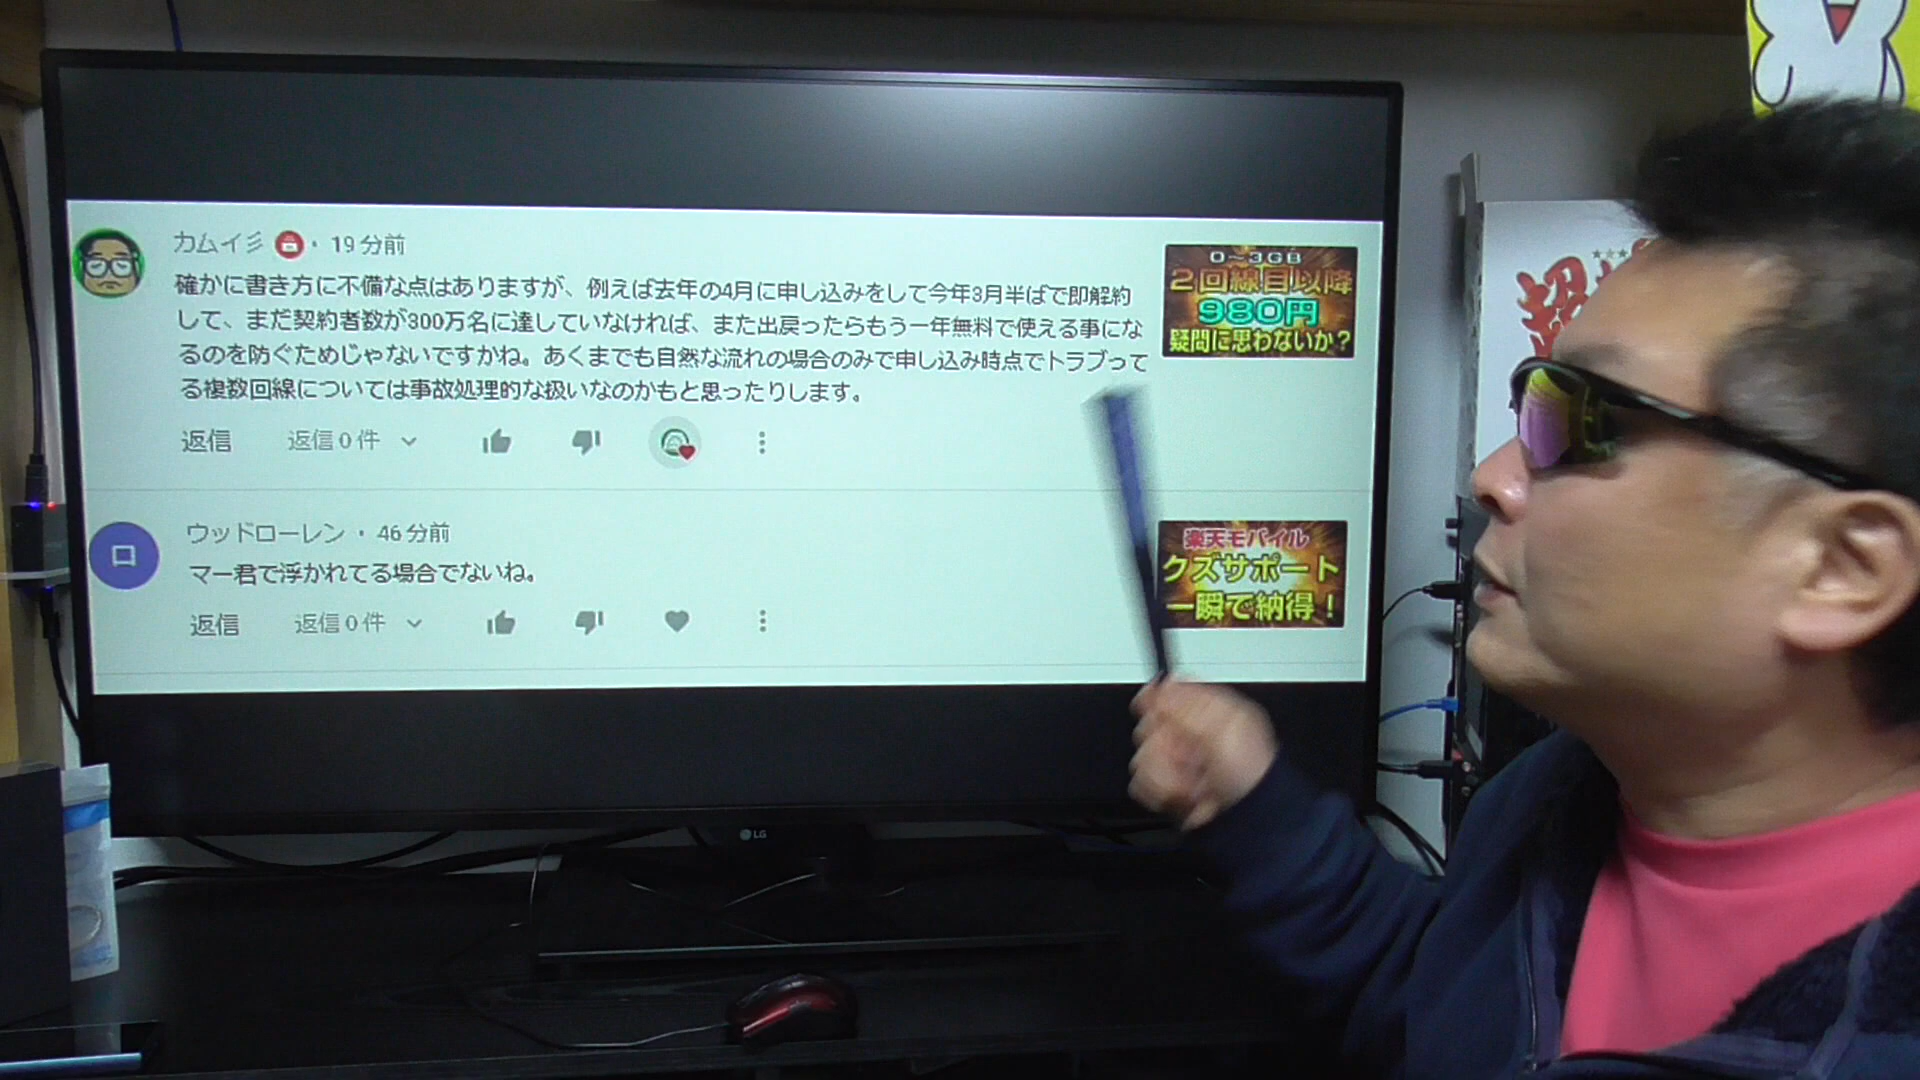 カムイ彡 ・ 19 分前
確かに書き方に不備な点はありますが、例えば去年の4月に申し込みをして今年3月半ばで即解約
して、まだ契約者数が300万名に達していなければ、また出戻ったらもう一年無料で使える事にな
るのを防ぐためじゃないですかね。あくまでも自然な流れの場合のみで申し込み時点でトラブって
る複数回線については事故処理的な扱いなのかもと思ったりします。
返信 返信 0 件
0～3GB
2回線目以降
980円
疑問に思わないか？
ロ
ウッドローレン ・ 46 分前
マー君で浮かれてる場合でないね。
返信 返信 0 件
楽天モバイル
クズサポート
一瞬で納得！
LG
超